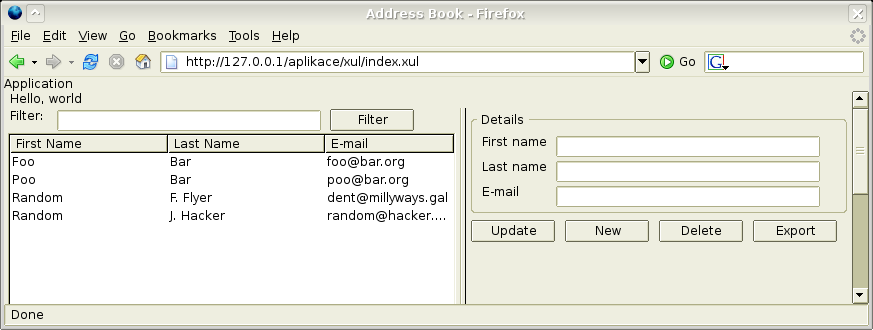 Address Book - Firefox
File Edit View Go Bookmarks Tools Help
http://127.0.0.1/aplikace/xul/index.xul Go G
Application
Hello, world
Filter: Filter
First Name Last Name E-mail
Foo Bar foo@bar.org
Poo Bar poo@bar.org
Random F. Flyer dent@millyways.gal
Random J. Hacker random@hacker....
Details
First name
Last name
E-mail
Update New Delete Export
Done